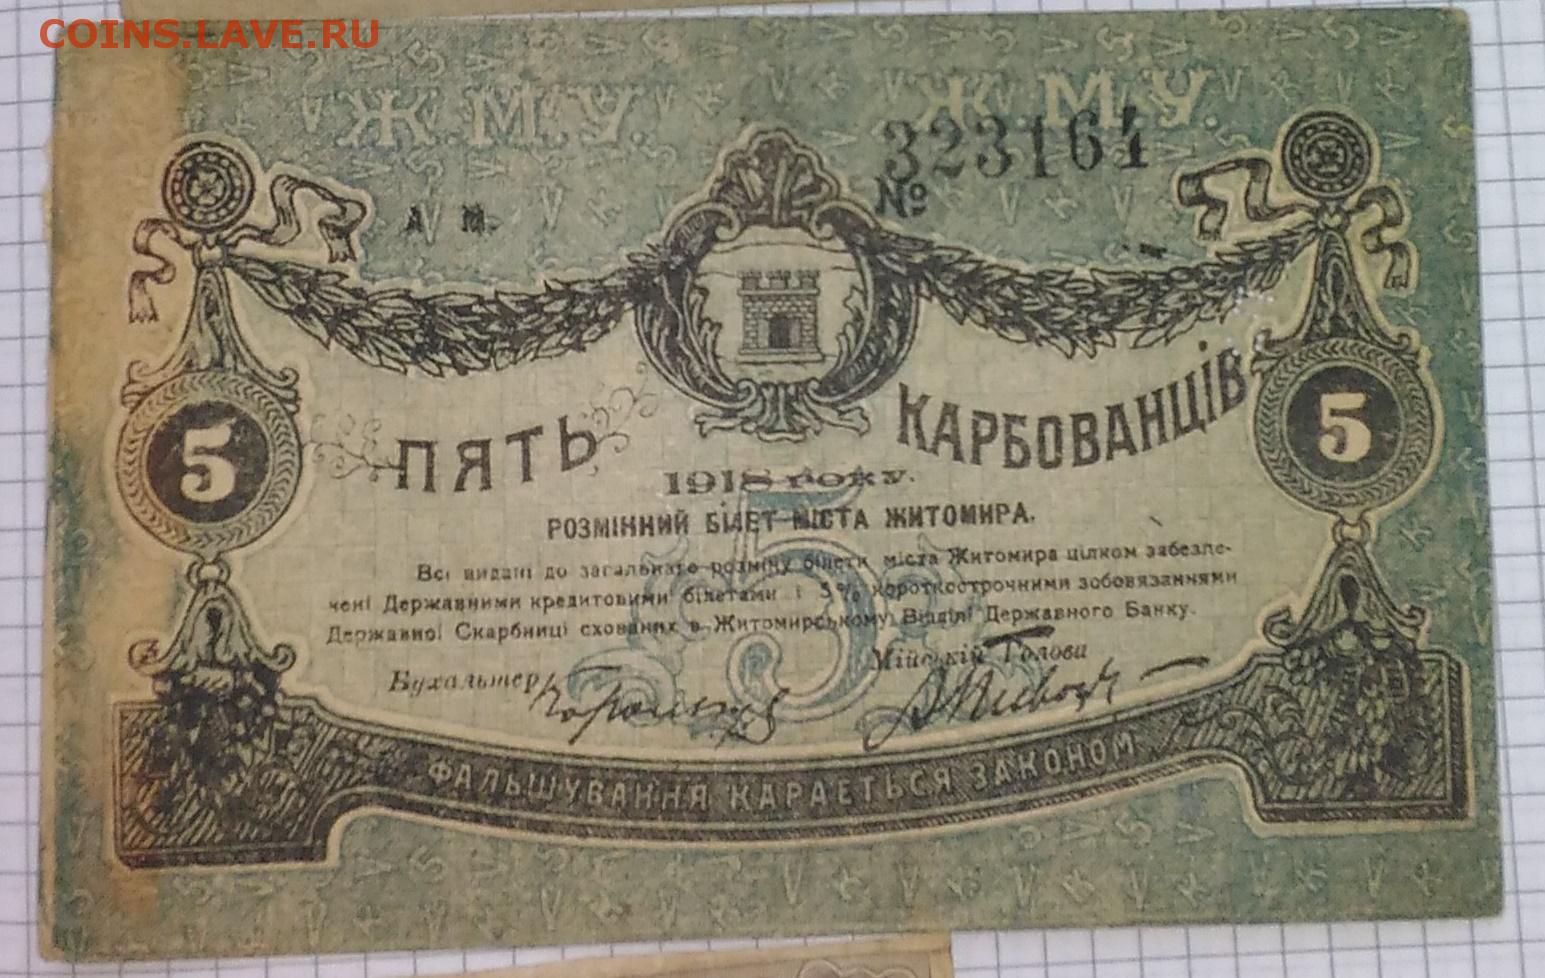 COINS.LAVE.RU
Ж.М.У. Ж.М.У.
323164
А М. №
5 ПЯТЬ КАРБОВАНЦІВ 5
1918 року.
РОЗМІННИЙ БІЛЕТ МІСТА ЖИТОМИРА.
5
Всі видані до загального розміну білети міста Житомира цілком забезпе-
чені Державними кредитовими білетами і 5% короткострочними зобовязаннями
Державної Скарбниці схованих в Житомирському Відділі Державного Банку.
Мійській Голова
Бухальтер
ФАЛЬШУВАННЯ КАРАЕТЬСЯ ЗАКОНОМ